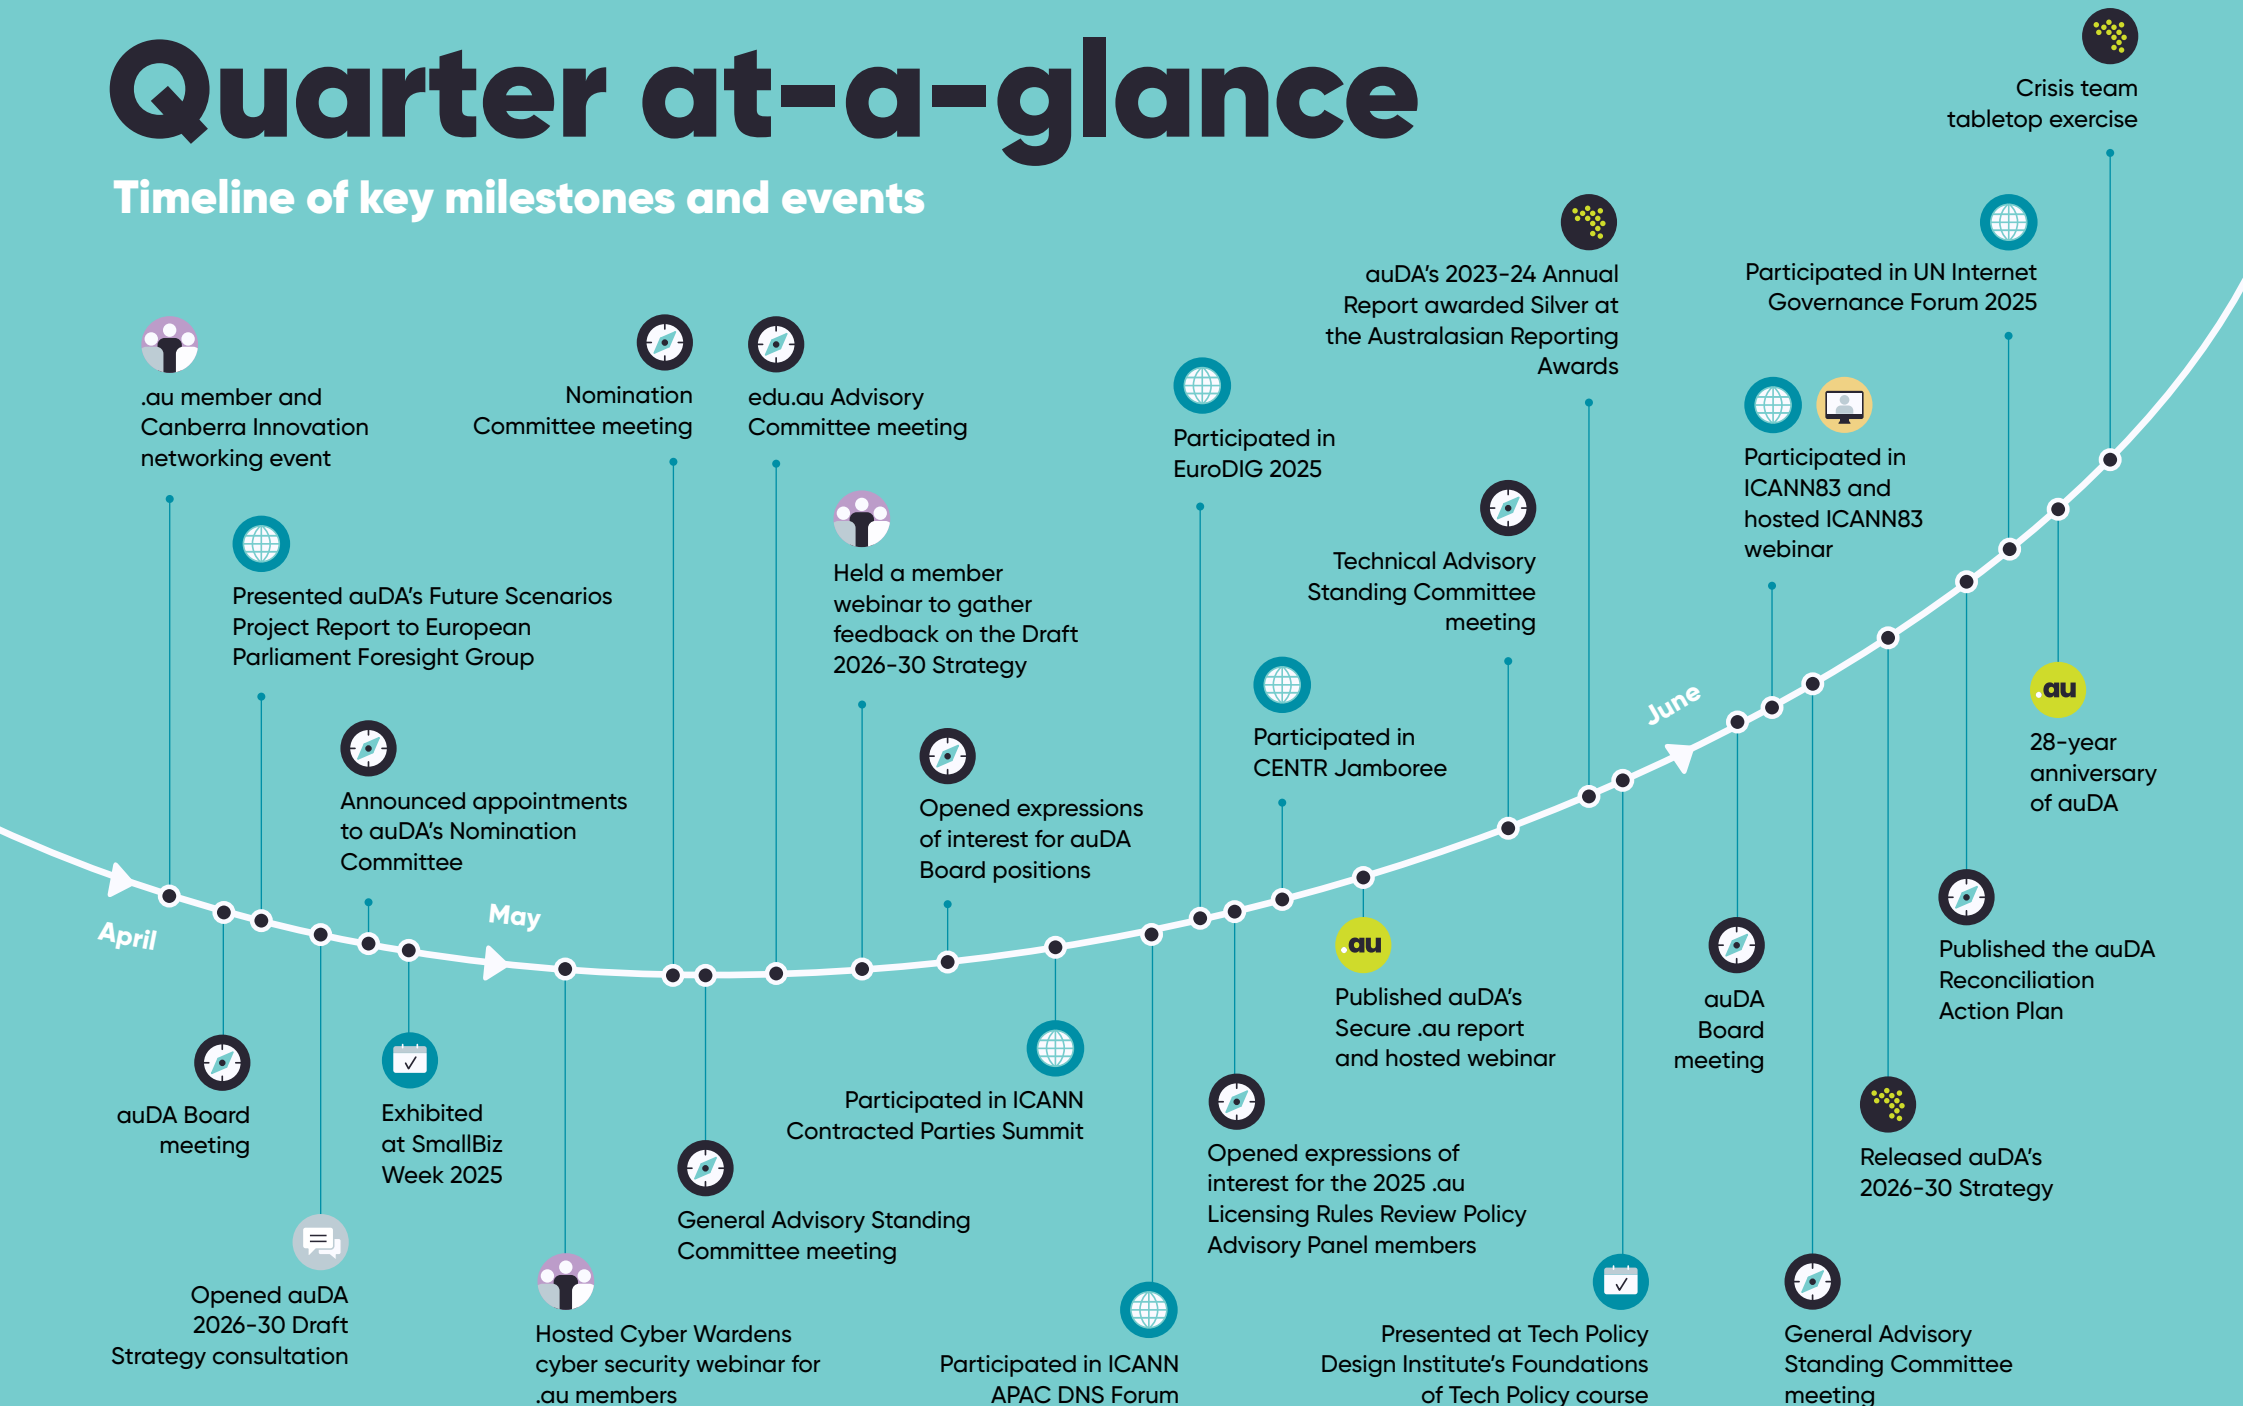 Quarter at-a-glance
Timeline of key milestones and events
April
.au member and
Canberra Innovation
networking event
auDA Board
meeting
Presented auDA's Future Scenarios
Project Report to European
Parliament Foresight Group
Opened auDA
2026-30 Draft
Strategy consultation
Announced appointments
to auDA's Nomination
Committee
Exhibited
at SmallBiz
Week 2025
May
Hosted Cyber Wardens
cyber security webinar for
.au members
Nomination
Committee meeting
General Advisory Standing
Committee meeting
edu.au Advisory
Committee meeting
Held a member
webinar to gather
feedback on the Draft
2026-30 Strategy
Opened expressions
of interest for auDA
Board positions
Participated in ICANN
Contracted Parties Summit
Participated in ICANN
APAC DNS Forum
Participated in
EuroDIG 2025
Opened expressions of
interest for the 2025 .au
Licensing Rules Review Policy
Advisory Panel members
Participated in
CENTR Jamboree
.au
Published auDA's
Secure .au report
and hosted webinar
Technical Advisory
Standing Committee
meeting
auDA's 2023-24 Annual
Report awarded Silver at
the Australasian Reporting
Awards
Presented at Tech Policy
Design Institute's Foundations
of Tech Policy course
June
auDA
Board
meeting
Participated in
ICANN83 and
hosted ICANN83
webinar
General Advisory
Standing Committee
meeting
Released auDA's
2026-30 Strategy
Published the auDA
Reconciliation
Action Plan
Participated in UN Internet
Governance Forum 2025
.au
28-year
anniversary
of auDA
Crisis team
tabletop exercise